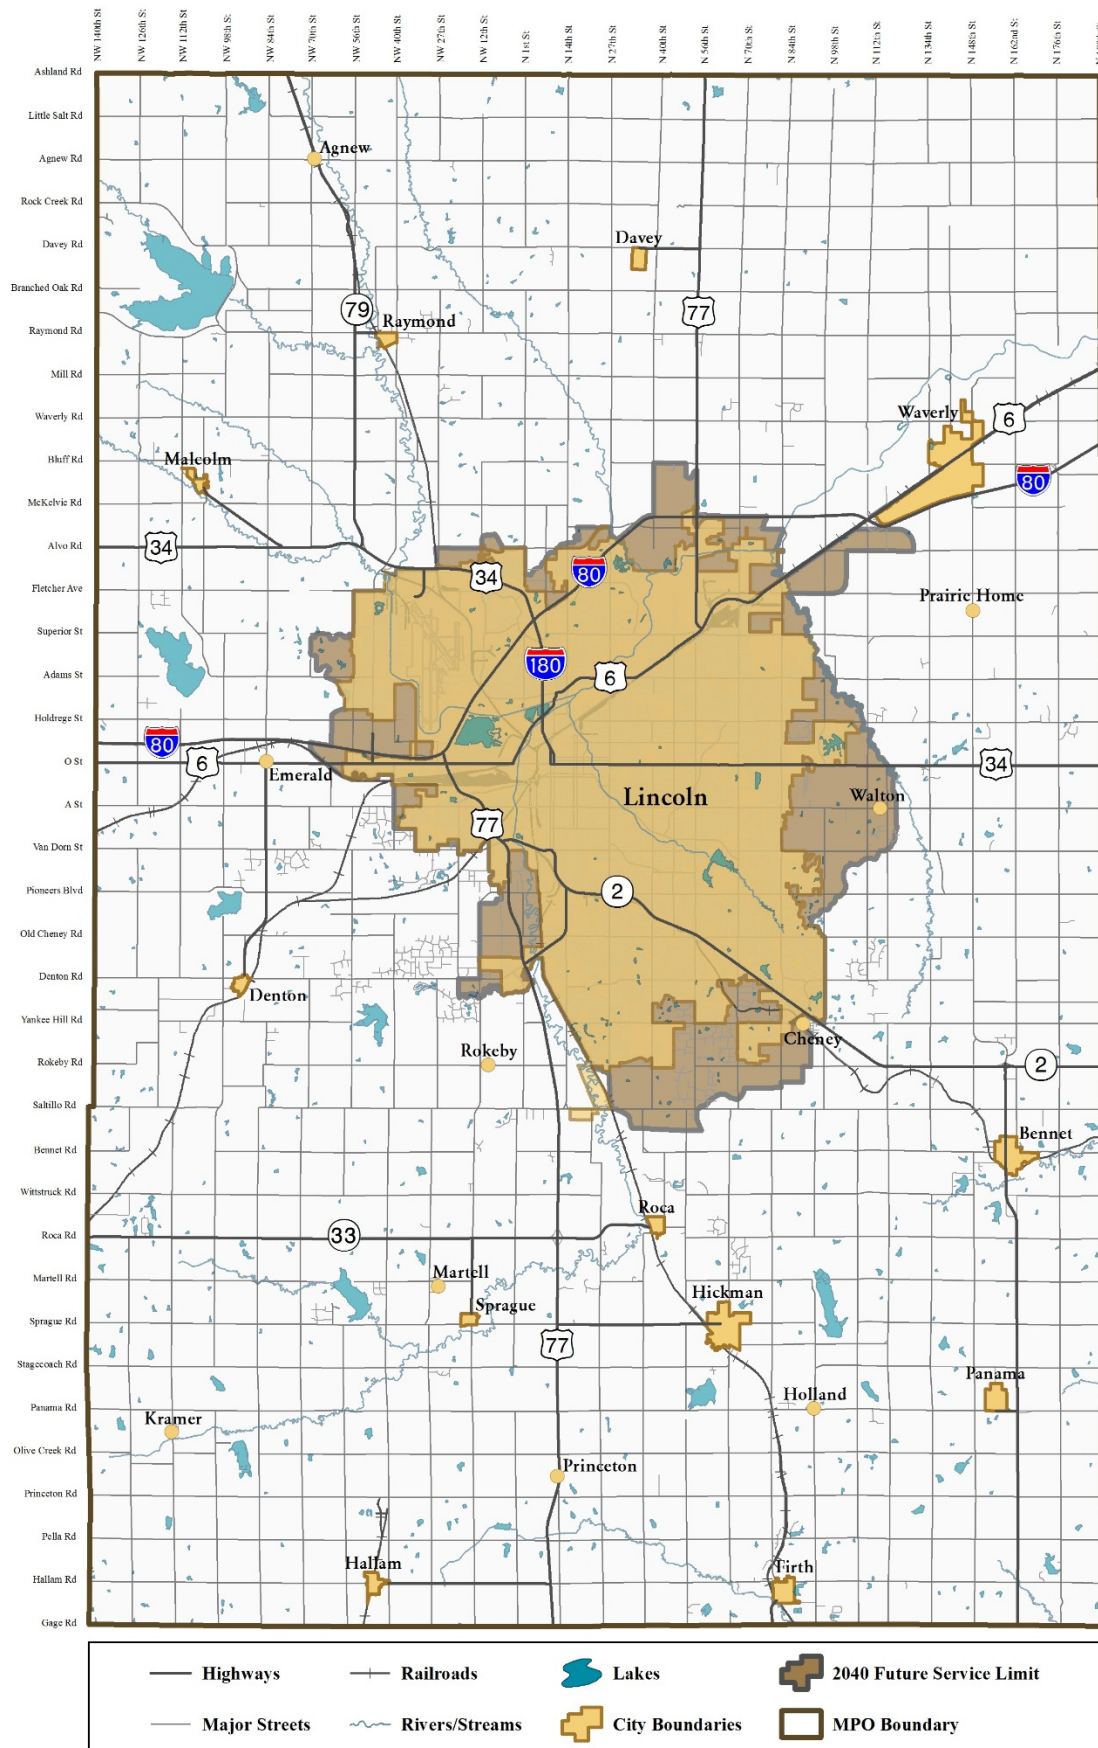 NW 140th St
NW 126th St
NW 112th St
NW 98th St
NW 84th St
NW 70th St
NW 56th St
NW 40th St
NW 27th St
NW 12th St
N 1st St
N 14th St
N 27th St
N 40th St
N 56th St
N 70th St
N 84th St
N 98th St
N 112th St
N 134th St
N 148th St
N 162nd St
N 176th St
Ashland Rd
Little Salt Rd
Agnew Rd
Agnew
Rock Creek Rd
Davey Rd
Davey
Branched Oak Rd
79
77
Raymond Rd
Raymond
Mill Rd
Waverly Rd
Waverly
6
Bluff Rd
Malcolm
80
McKelvie Rd
Alvo Rd
34
34
80
Fletcher Ave
Prairie Home
Superior St
180
Adams St
6
Holdrege St
80
O St
6
Emerald
34
A St
Lincoln
Walton
77
Van Dorn St
Pioneers Blvd
2
Old Cheney Rd
Denton Rd
Denton
Yankee Hill Rd
Cheney
Rokeby
Rokeby Rd
2
Saltillo Rd
Bennet
Bennet Rd
Wittstruck Rd
Roca
Roca Rd
33
Martell Rd
Martell
Hickman
Sprague
Sprague Rd
77
Stagecoach Rd
Panama
Holland
Panama Rd
Kramer
Olive Creek Rd
Princeton
Princeton Rd
Pella Rd
Hallam
Firth
Hallam Rd
Gage Rd
Highways
Railroads
Lakes
2040 Future Service Limit
Major Streets
Rivers/Streams
City Boundaries
MPO Boundary